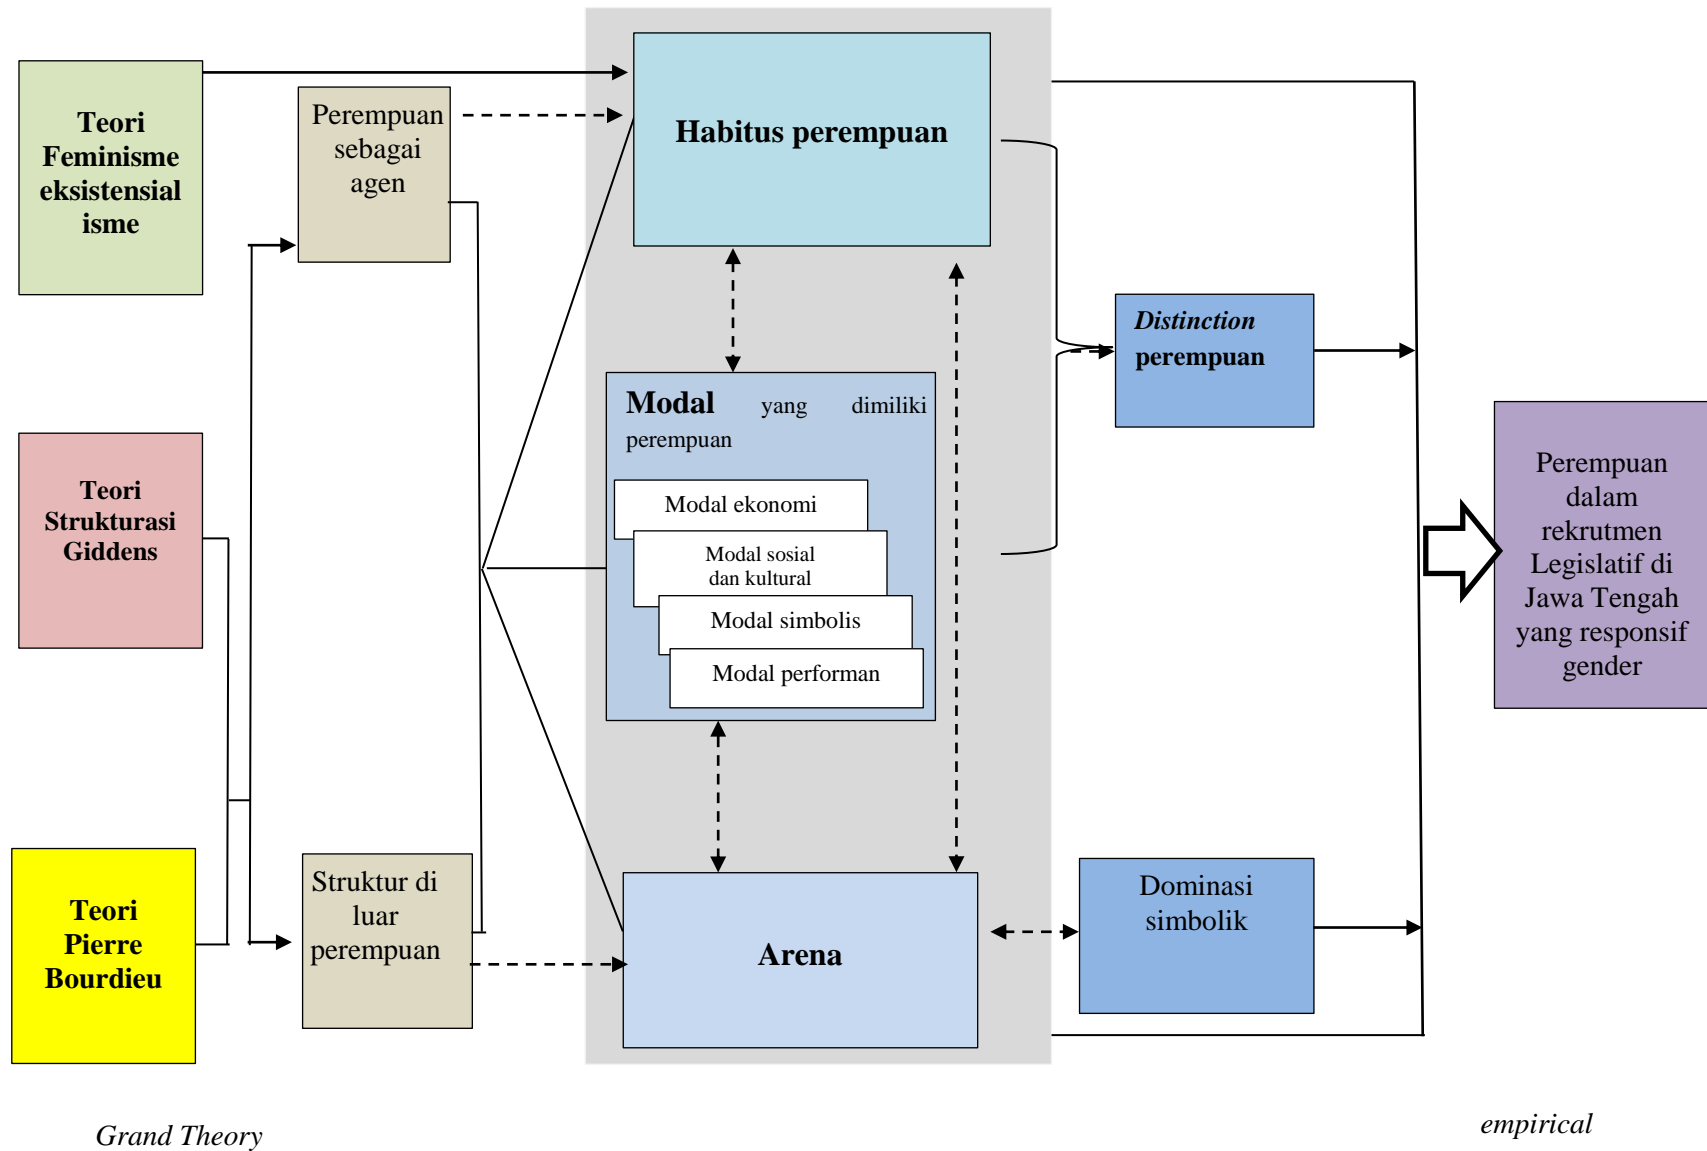 Teori
Feminisme
eksistensial
isme
Perempuan
sebagai
agen
Habitus perempuan
Distinction
perempuan
Modal yang dimiliki
perempuan
Modal ekonomi
Modal sosial
dan kultural
Modal simbolis
Modal performan
Teori
Strukturasi
Giddens
Perempuan
dalam
rekrutmen
Legislatif di
Jawa Tengah
yang responsif
gender
Teori
Pierre
Bourdieu
Struktur di
luar
perempuan
Arena
Dominasi
simbolik
Grand Theory
empirical